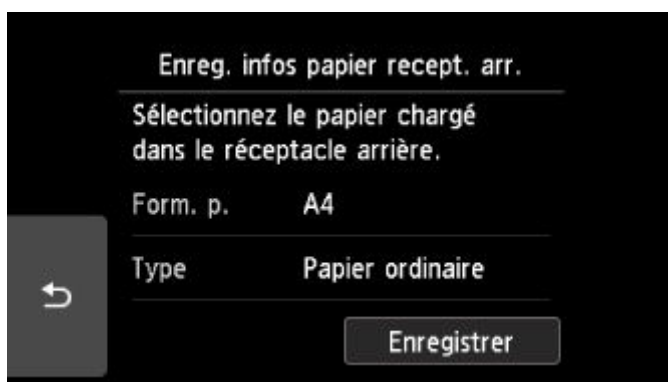 Enreg. infos papier recept. arr.
Sélectionnez le papier chargé
dans le réceptacle arrière.
Form. p. A4
Type Papier ordinaire
Enregistrer